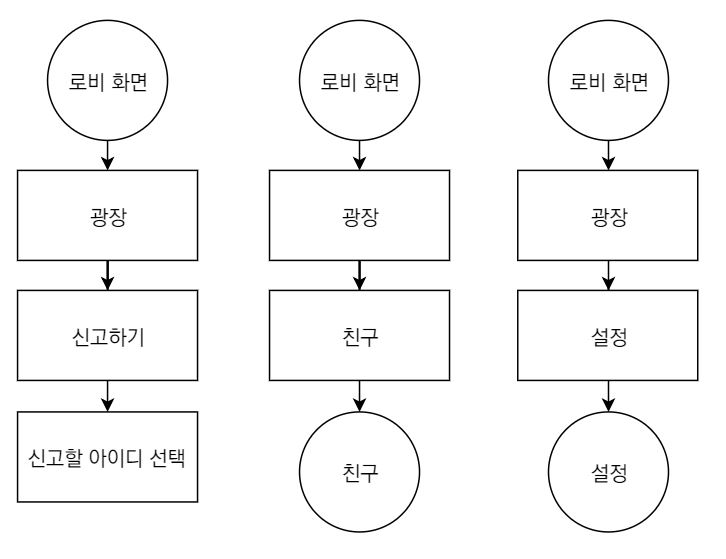 로비 화면
광장
신고하기
신고할 아이디 선택
로비 화면
광장
친구
친구
로비 화면
광장
설정
설정